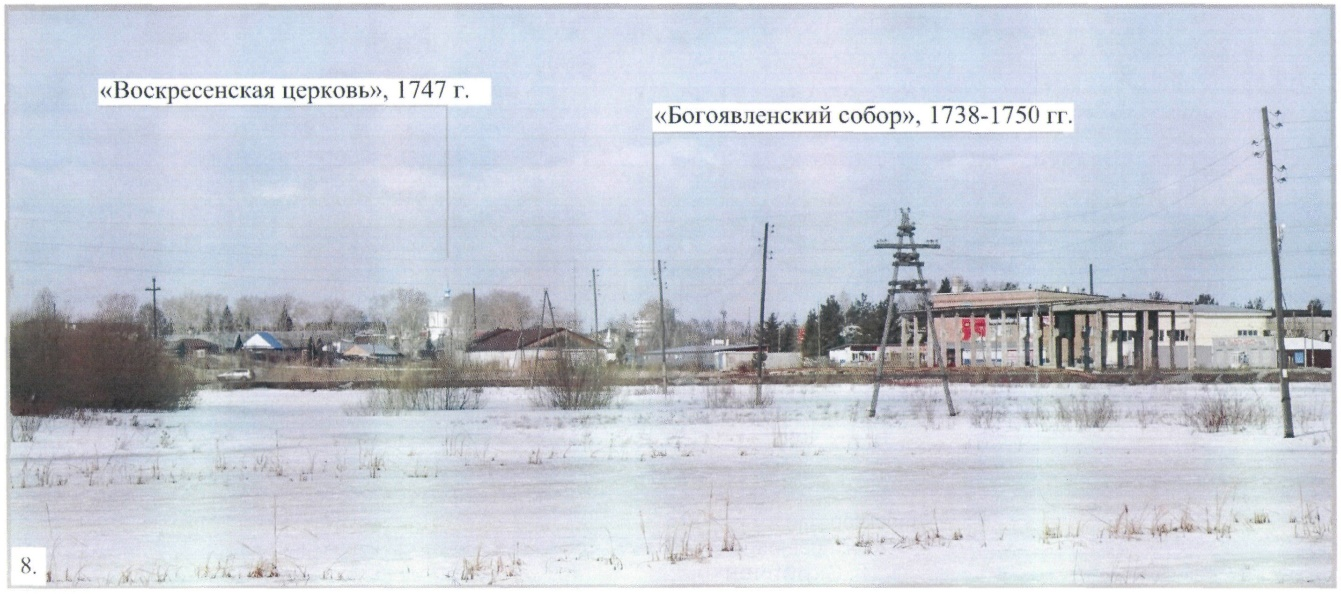 «Воскресенская церковь», 1747 г.
«Богоявленский собор», 1738-1750 гг.
8.